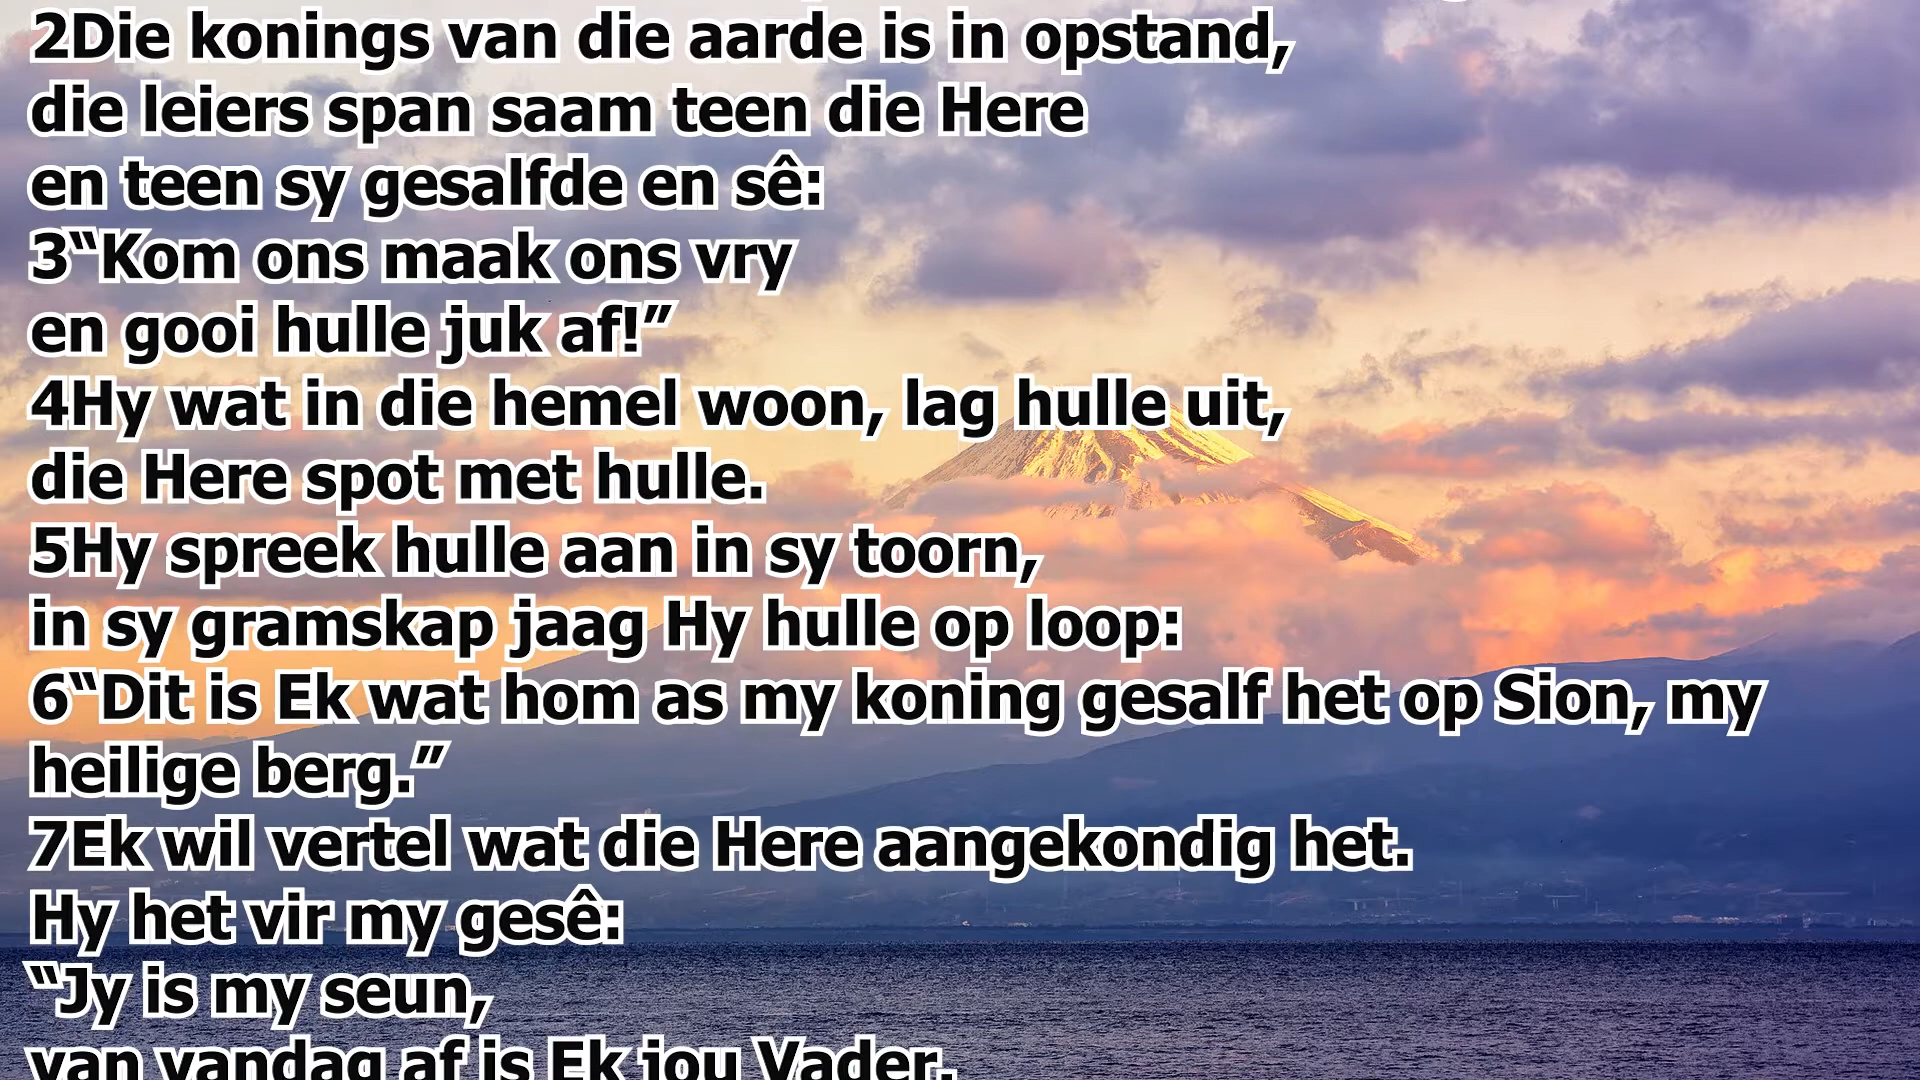 2Die konings van die aarde is in opstand,
die leiers span saam teen die Here
en teen sy gesalfde en sê:
3“Kom ons maak ons vry
en gooi hulle juk af!”
4Hy wat in die hemel woon, lag hulle uit,
die Here spot met hulle.
5Hy spreek hulle aan in sy toorn,
in sy gramskap jaag Hy hulle op loop:
6“Dit is Ek wat hom as my koning gesalf het op Sion, my
heilige berg.”
7Ek wil vertel wat die Here aangekondig het.
Hy het vir my gesê:
“Jy is my seun,
van vandag af is Ek jou Vader.